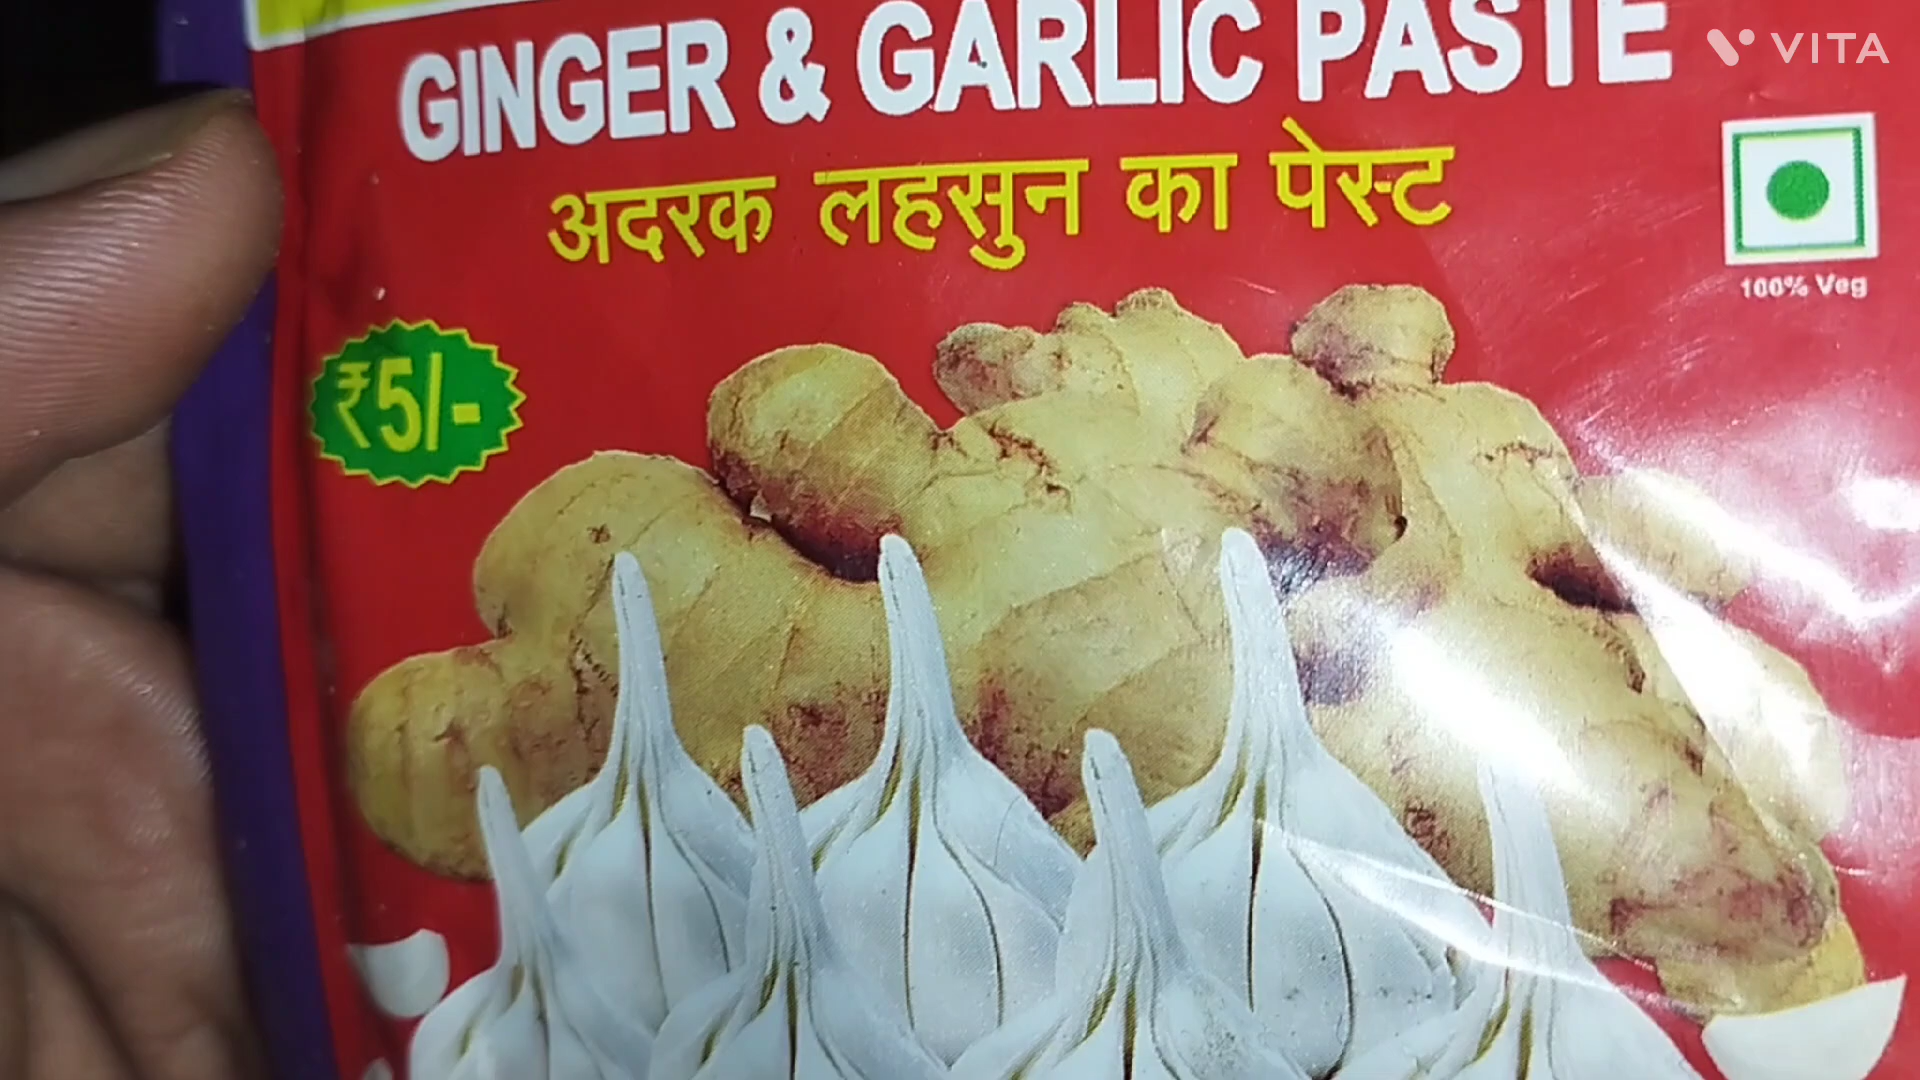 GINGER & GARLIC PASTE
VITA
अदरक लहसुन का पेस्ट
100% Veg
₹5/-